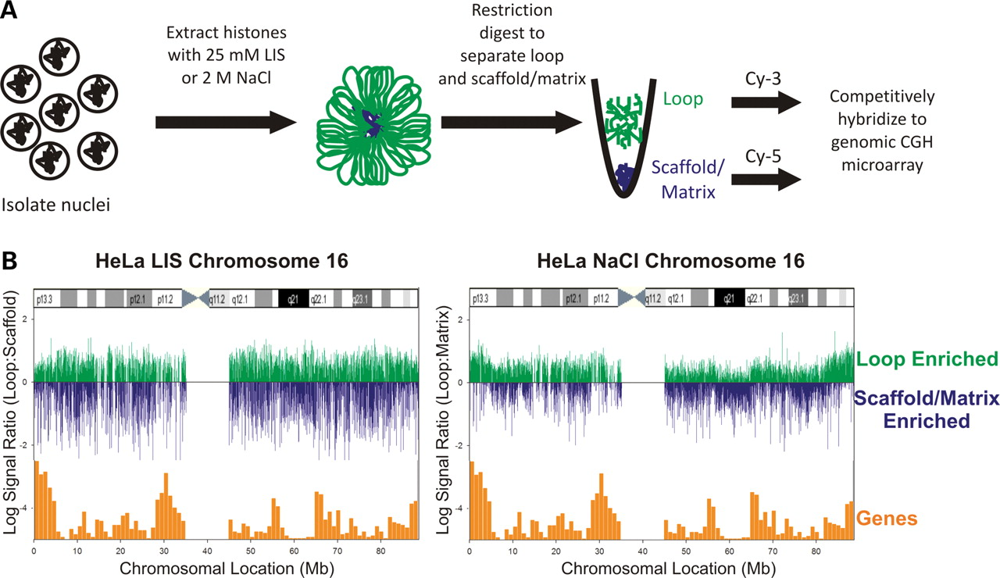 A
Extract histones
with 25 mM LIS
or 2 M NaCl
Restriction
digest to
separate loop
and scaffold/matrix
Isolate nuclei
Loop
Scaffold/
Matrix
Cy-3
Cy-5
Competitively
hybridize to
genomic CGH
microarray
B
HeLa LIS Chromosome 16
p13.3 p12.1 p11.2 q11.2 q12.1 q21 q22.1 q23.1
Log Signal Ratio (Loop:Scaffold)
2
0
-2
-4
0 10 20 30 40 50 60 70 80
Chromosomal Location (Mb)
HeLa NaCl Chromosome 16
p13.3 p12.1 p11.2 q11.2 q12.1 q21 q22.1 q23.1
Log Signal Ratio (Loop:Matrix)
2
0
-2
-4
0 10 20 30 40 50 60 70 80
Chromosomal Location (Mb)
Loop Enriched
Scaffold/Matrix
Enriched
Genes